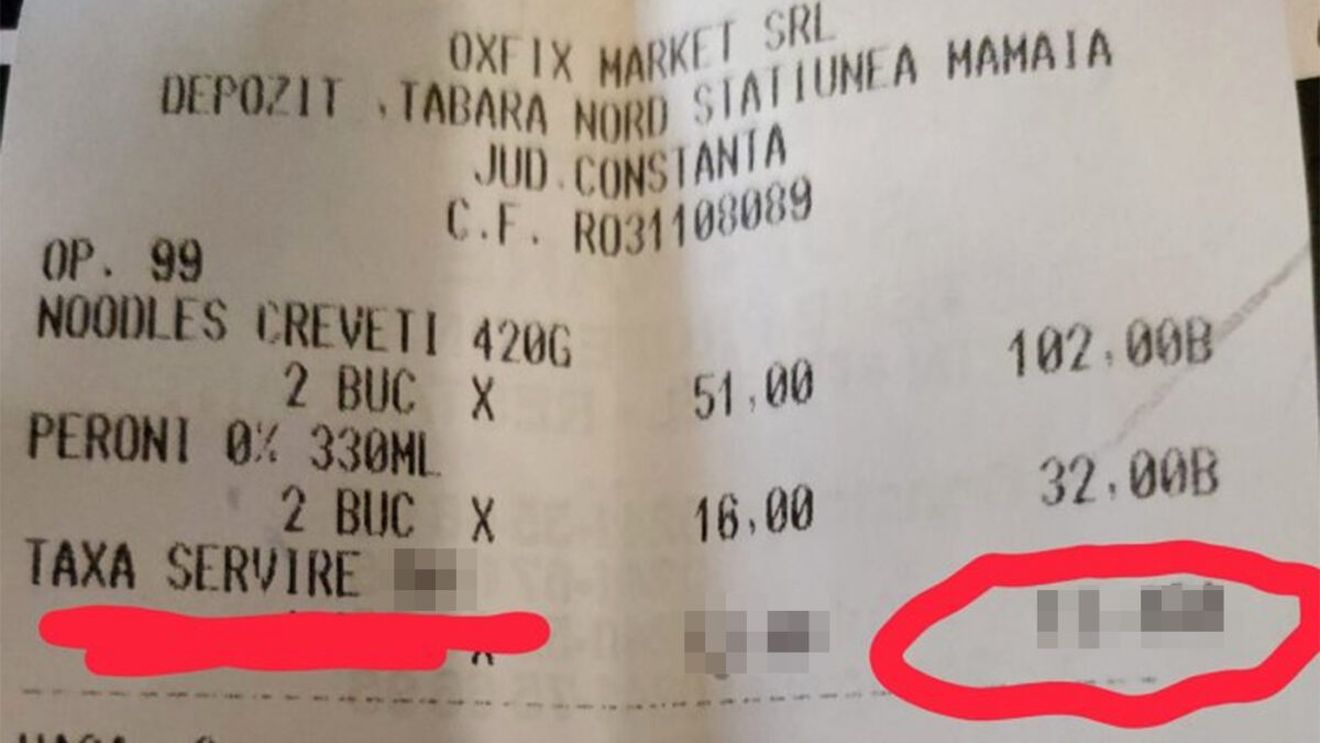 OXFIX MARKET SRL
DEPOZIT ,TABARA NORD STATIUNEA MAMAIA
JUD.CONSTANTA
C.F. RO31108089
OP. 99
NOODLES CREVETI 420G
2 BUC X 51,00 102,00B
PERONI 0% 330ML
2 BUC X 16,00 32,00B
TAXA SERVIRE
X